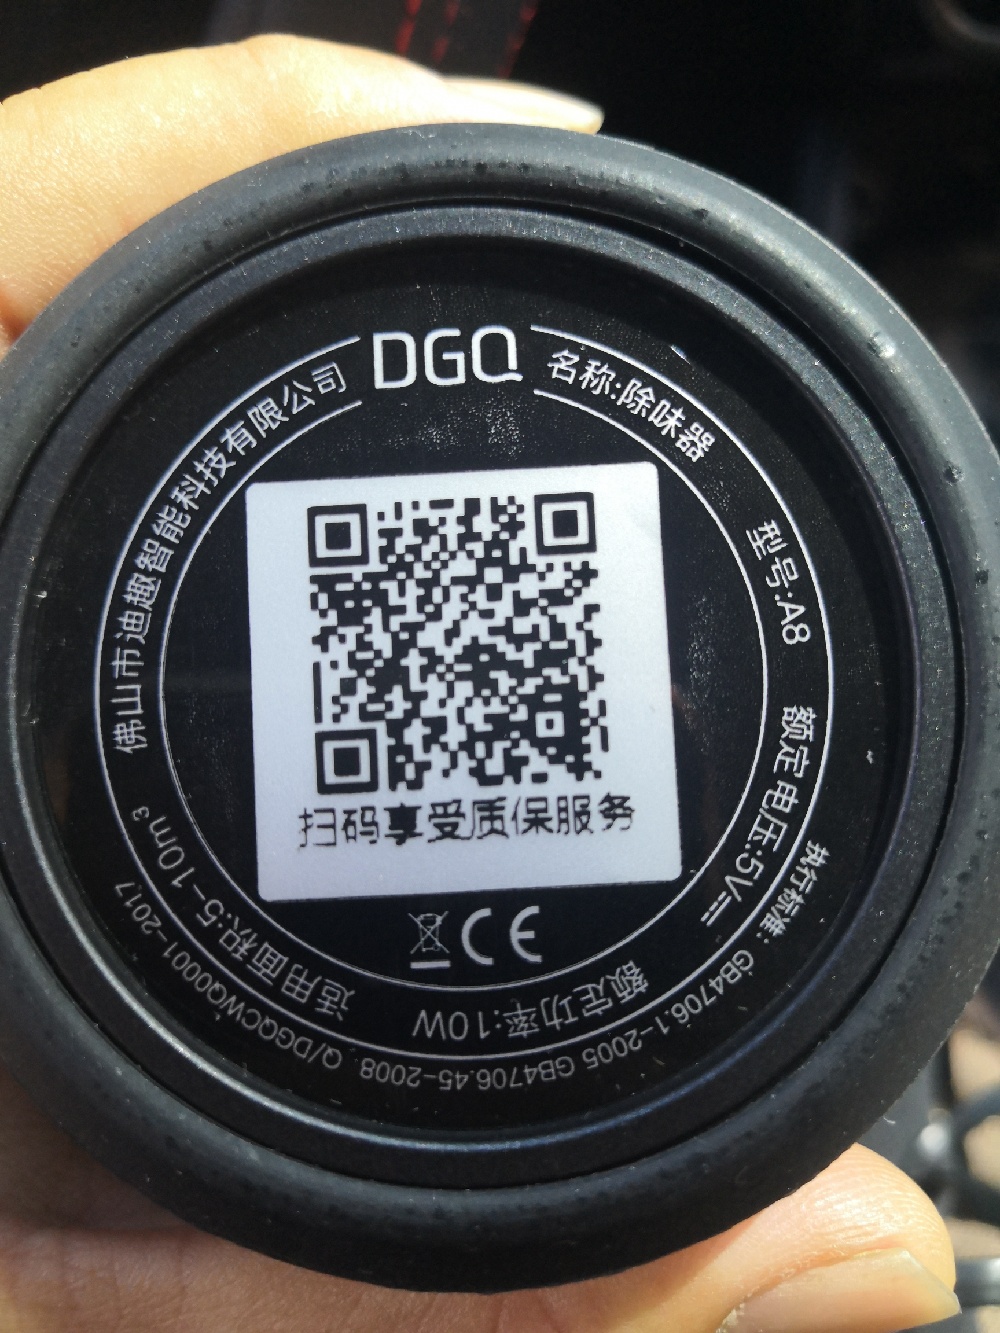 DGQ
名称:除味器
型号:A8
额定电压:5V⎓
额定功率:10W
适用面积:5-10m³
佛山市迪趣智能科技有限公司
执行标准: GB4706.1-2005 GB4706.45-2008 Q/DGQCWQ0001-2017
扫码享受质保服务
CE